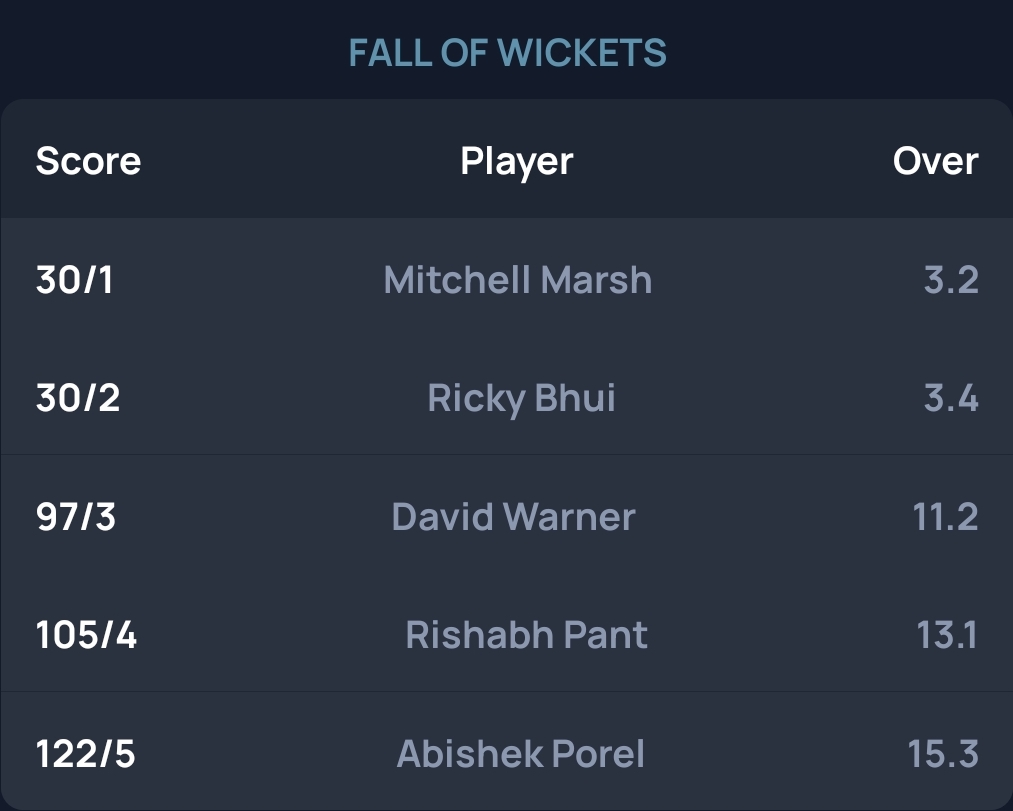 FALL OF WICKETS
Score Player Over
30/1 Mitchell Marsh 3.2
30/2 Ricky Bhui 3.4
97/3 David Warner 11.2
105/4 Rishabh Pant 13.1
122/5 Abishek Porel 15.3